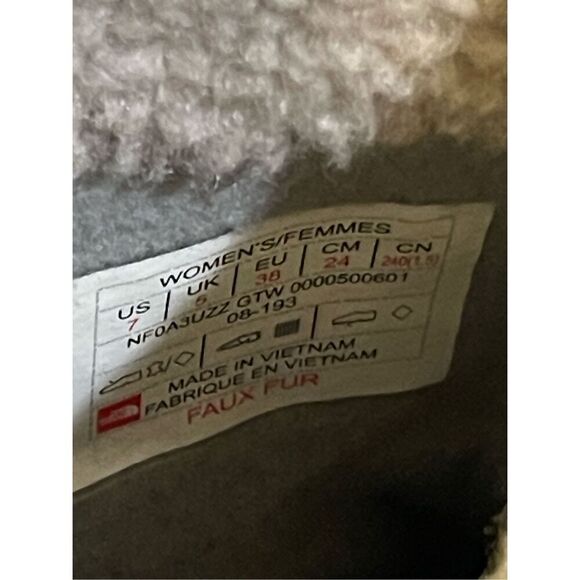 WOMEN'S/FEMMES
US UK EU CM CN
7 5 38 24 240(1.5)
NF0A3UZZ GTW 0000500601
08-193
MADE IN VIETNAM
FABRIQUE EN VIETNAM
FAUX FUR